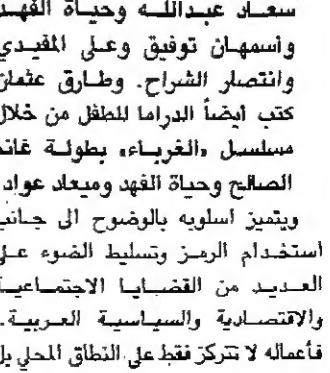 سعاد عبدالله وحياة الفهد
وأسمهان توفيق وعلي المفيدي
وانتصار الشراح. وطارق عثمان
كتب أيضاً الدراما للطفل من خلال
مسلسل «الغرباء» بطولة غانم
الصالح وحياة الفهد وميعاد عواد.
ويتميز اسلوبه بالوضوح الى جانب
استخدام الرمز وتسليط الضوء على
العديد من القضايا الاجتماعية
والاقتصادية والسياسية العربية.
فأعماله لا تتركز فقط على النطاق المحلي بل